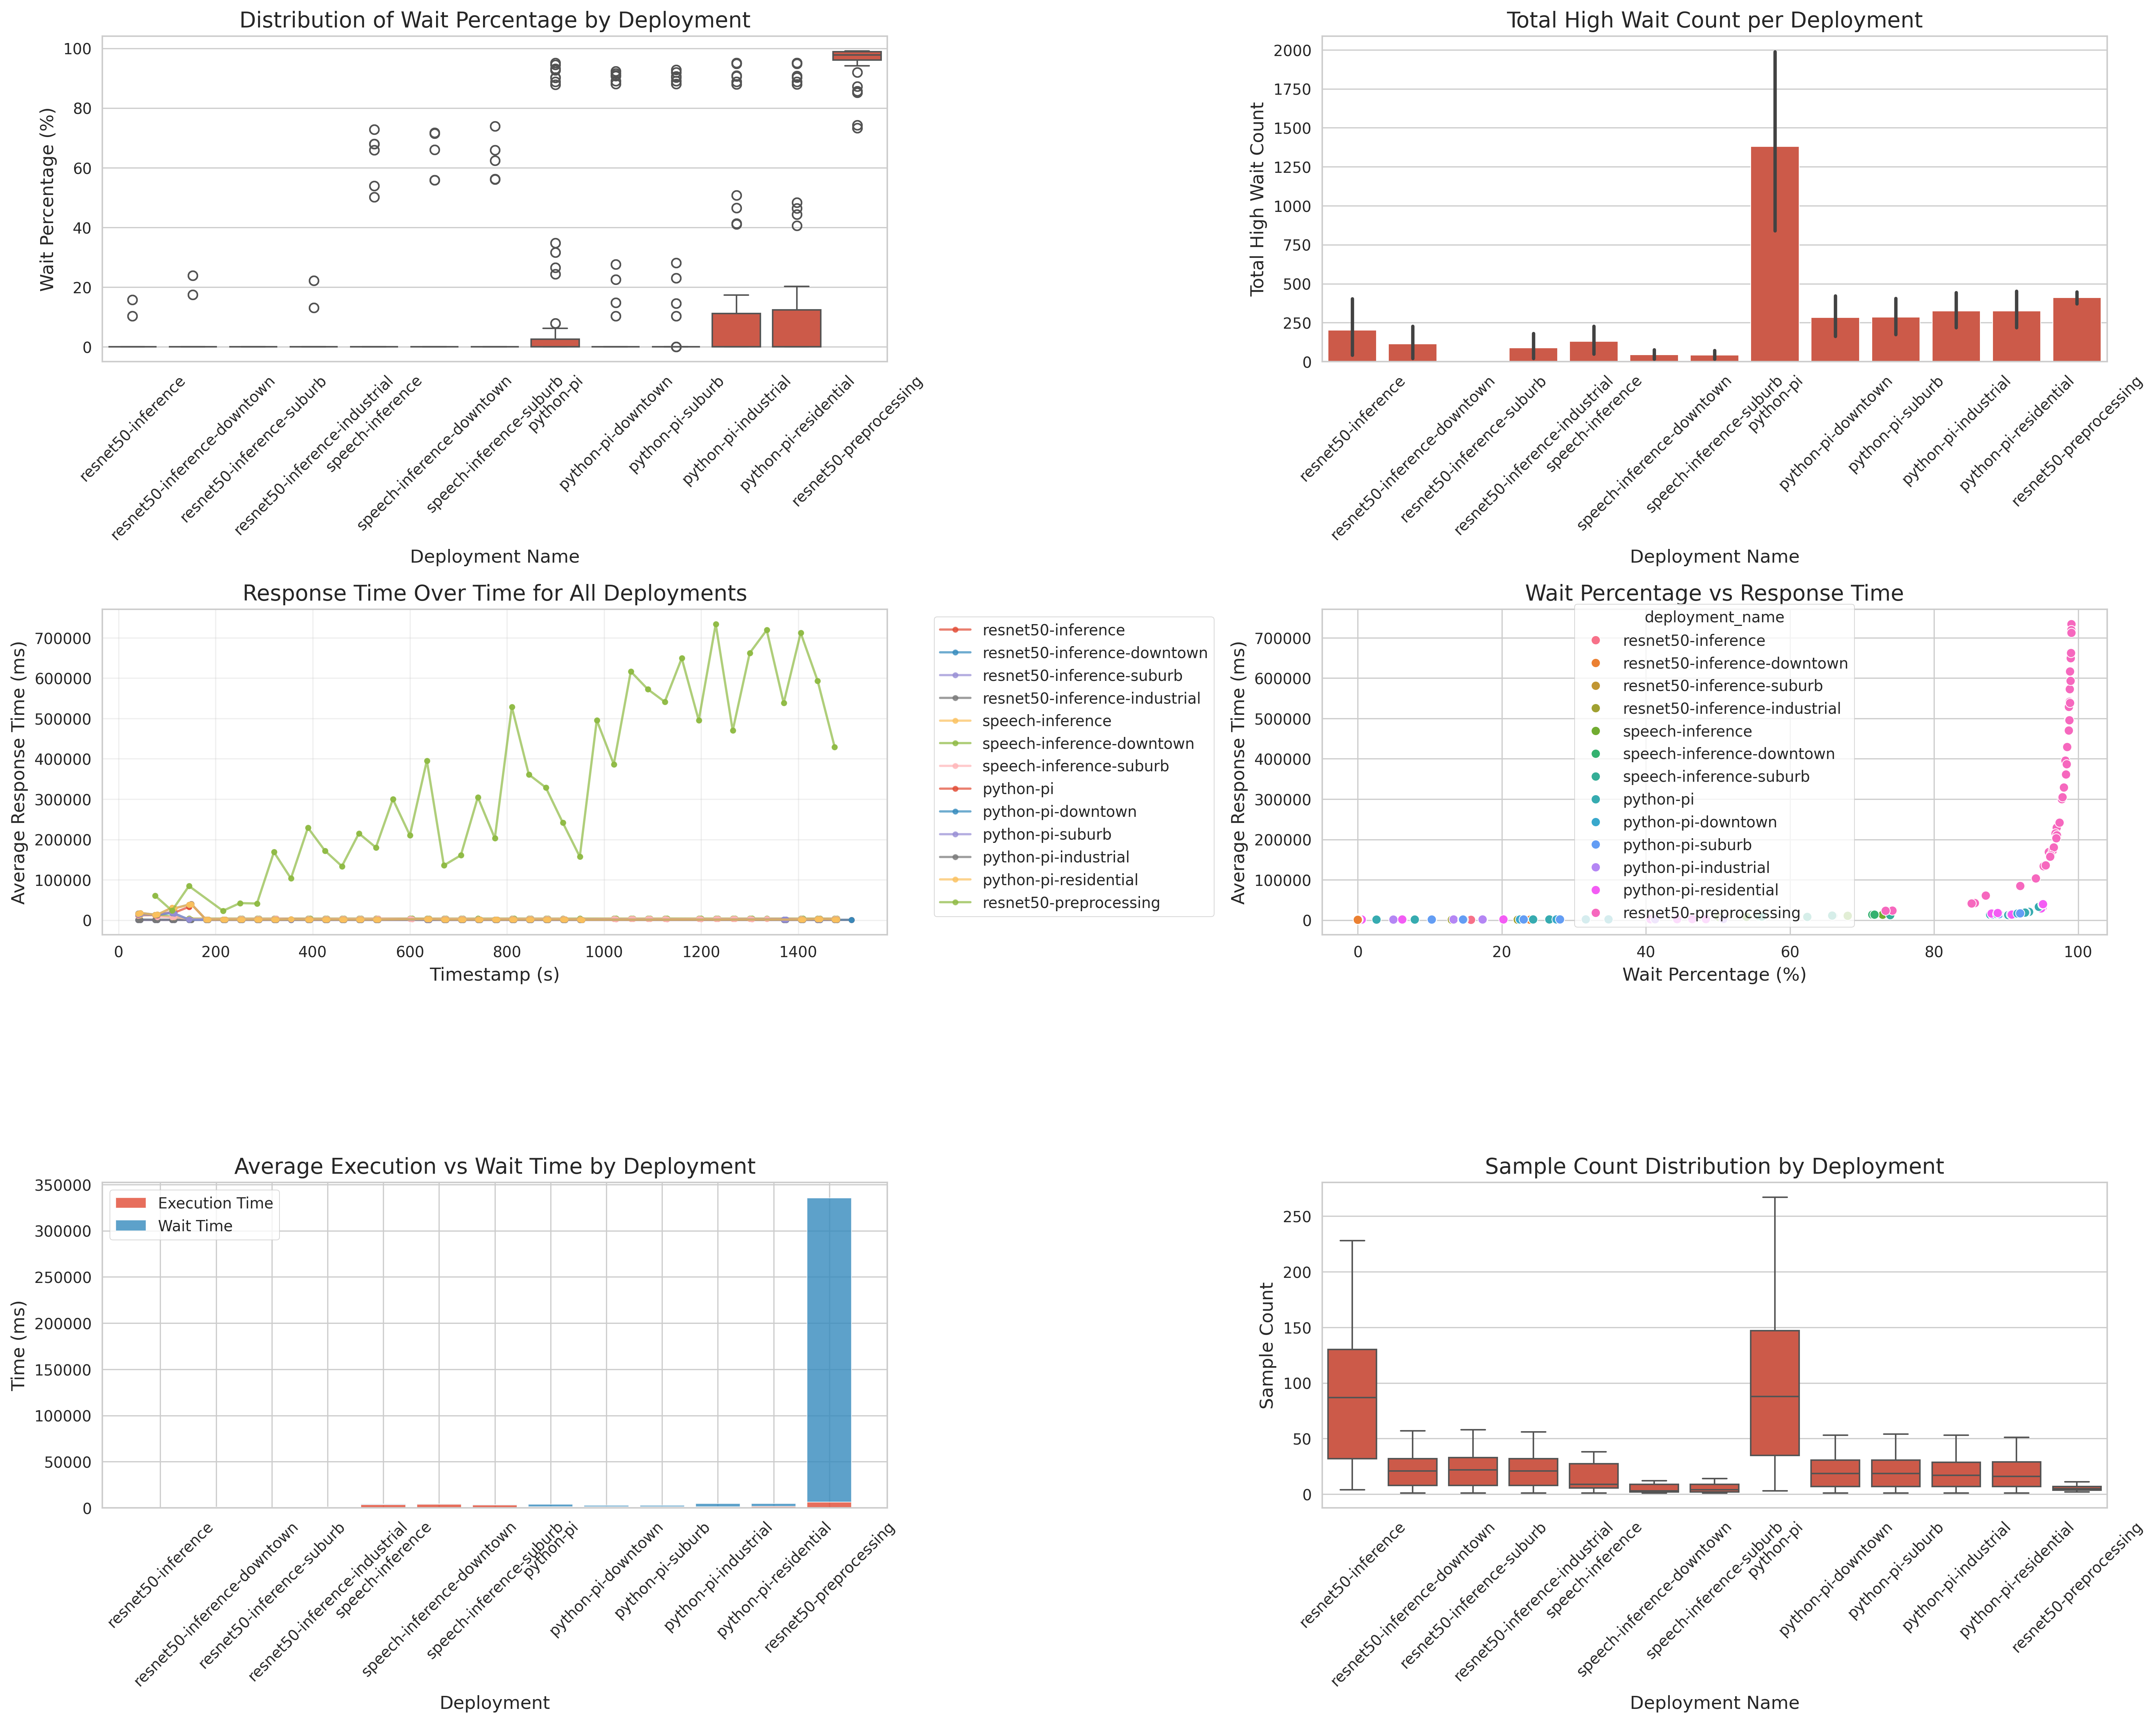 Distribution of Wait Percentage by Deployment
Wait Percentage (%)
100
80
60
40
20
0
resnet50-inference
resnet50-inference-downtown
resnet50-inference-suburb
resnet50-inference-industrial
speech-inference
speech-inference-downtown
speech-inference-suburb
python-pi
python-pi-downtown
python-pi-suburb
python-pi-industrial
python-pi-residential
resnet50-preprocessing
Deployment Name
Total High Wait Count per Deployment
Total High Wait Count
2000
1750
1500
1250
1000
750
500
250
0
resnet50-inference
resnet50-inference-downtown
resnet50-inference-suburb
resnet50-inference-industrial
speech-inference
speech-inference-downtown
speech-inference-suburb
python-pi
python-pi-downtown
python-pi-suburb
python-pi-industrial
python-pi-residential
resnet50-preprocessing
Deployment Name
Response Time Over Time for All Deployments
Average Response Time (ms)
700000
600000
500000
400000
300000
200000
100000
0
0 200 400 600 800 1000 1200 1400
Timestamp (s)
resnet50-inference
resnet50-inference-downtown
resnet50-inference-suburb
resnet50-inference-industrial
speech-inference
speech-inference-downtown
speech-inference-suburb
python-pi
python-pi-downtown
python-pi-suburb
python-pi-industrial
python-pi-residential
resnet50-preprocessing
Wait Percentage vs Response Time
Average Response Time (ms)
700000
600000
500000
400000
300000
200000
100000
0
deployment_name
resnet50-inference
resnet50-inference-downtown
resnet50-inference-suburb
resnet50-inference-industrial
speech-inference
speech-inference-downtown
speech-inference-suburb
python-pi
python-pi-downtown
python-pi-suburb
python-pi-industrial
python-pi-residential
resnet50-preprocessing
0 20 40 60 80 100
Wait Percentage (%)
Average Execution vs Wait Time by Deployment
Time (ms)
350000
300000
250000
200000
150000
100000
50000
0
Execution Time
Wait Time
resnet50-inference
resnet50-inference-downtown
resnet50-inference-suburb
resnet50-inference-industrial
speech-inference
speech-inference-downtown
speech-inference-suburb
python-pi
python-pi-downtown
python-pi-suburb
python-pi-industrial
python-pi-residential
resnet50-preprocessing
Deployment
Sample Count Distribution by Deployment
Sample Count
250
200
150
100
50
0
resnet50-inference
resnet50-inference-downtown
resnet50-inference-suburb
resnet50-inference-industrial
speech-inference
speech-inference-downtown
speech-inference-suburb
python-pi
python-pi-downtown
python-pi-suburb
python-pi-industrial
python-pi-residential
resnet50-preprocessing
Deployment Name